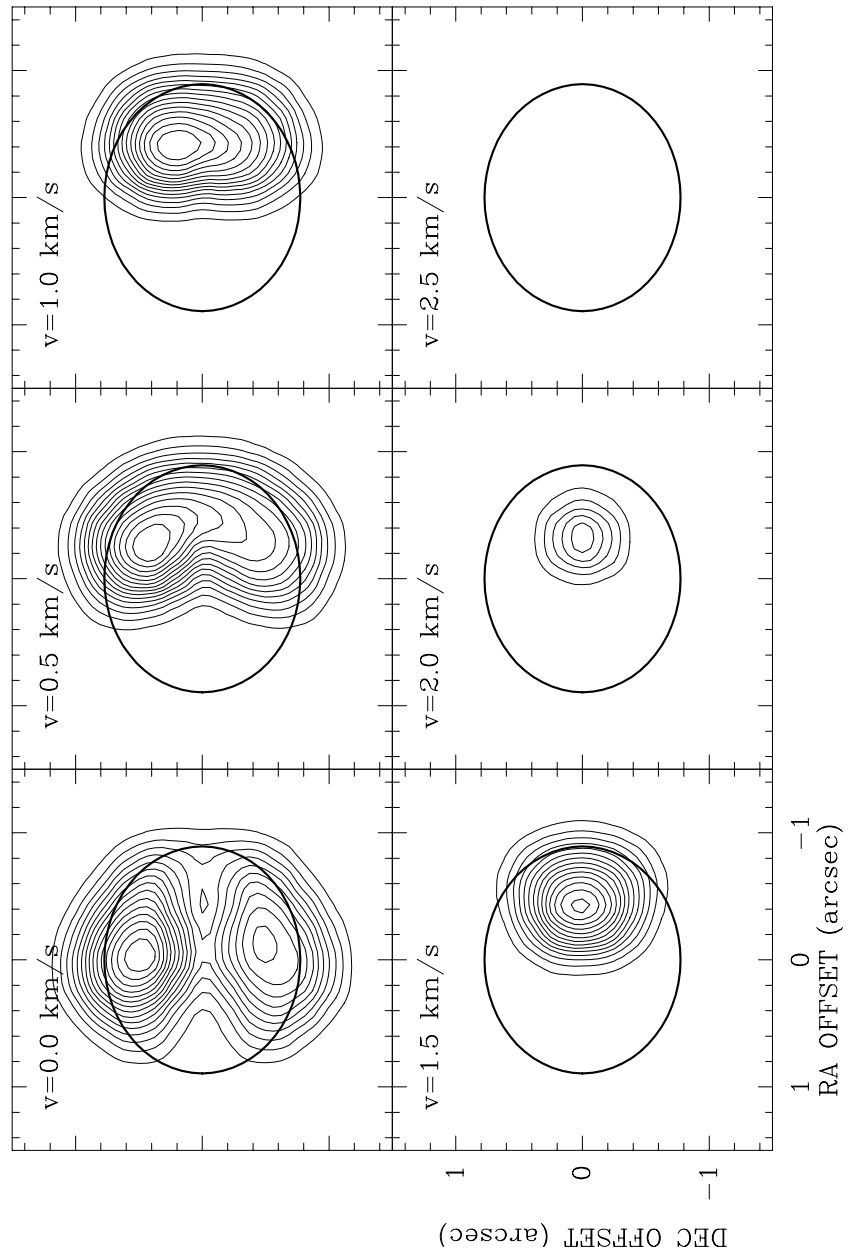 v=0.0 km/s
v=0.5 km/s
v=1.0 km/s
v=1.5 km/s
v=2.0 km/s
v=2.5 km/s
1
0
−1
DEC OFFSET (arcsec)
1
0
−1
RA OFFSET (arcsec)